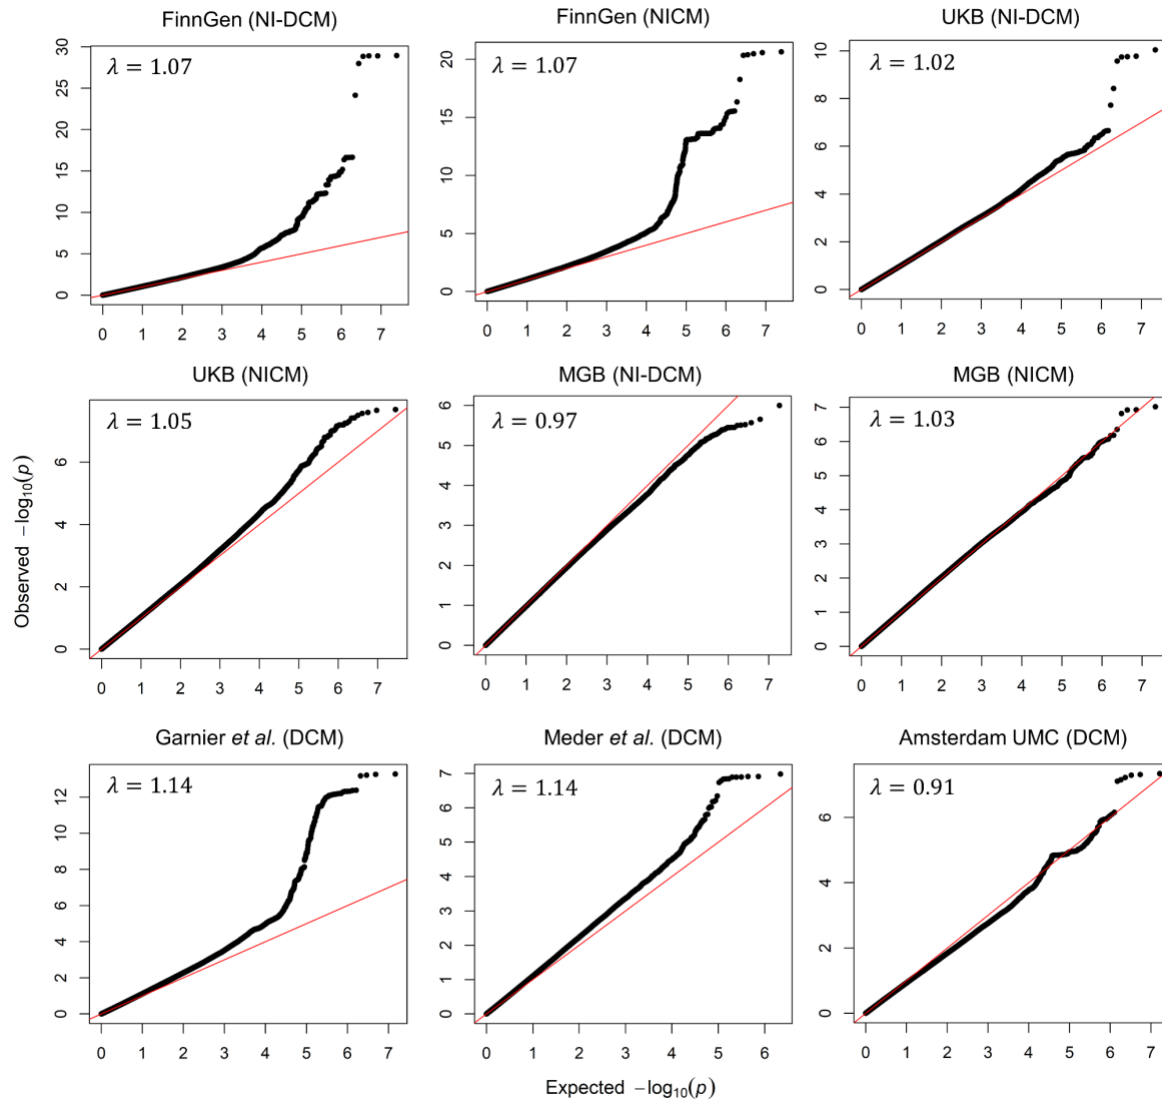 FinnGen (NI-DCM)
FinnGen (NICM)
UKB (NI-DCM)
λ = 1.07
λ = 1.07
λ = 1.02
0 5 10 15 20 25 30
0 5 10 15 20
0 2 4 6 8 10
0 1 2 3 4 5 6 7
0 1 2 3 4 5 6 7
0 1 2 3 4 5 6 7
UKB (NICM)
MGB (NI-DCM)
MGB (NICM)
λ = 1.05
λ = 0.97
λ = 1.03
0 2 4 6
0 1 2 3 4 5 6
0 1 2 3 4 5 6 7
0 1 2 3 4 5 6 7
0 1 2 3 4 5 6 7
0 1 2 3 4 5 6 7
Observed −log₁₀(p)
Garnier et al. (DCM)
Meder et al. (DCM)
Amsterdam UMC (DCM)
λ = 1.14
λ = 1.14
λ = 0.91
0 2 4 6 8 10 12
0 1 2 3 4 5 6 7
0 2 4 6
0 1 2 3 4 5 6 7
0 1 2 3 4 5 6
0 1 2 3 4 5 6 7
Expected −log₁₀(p)